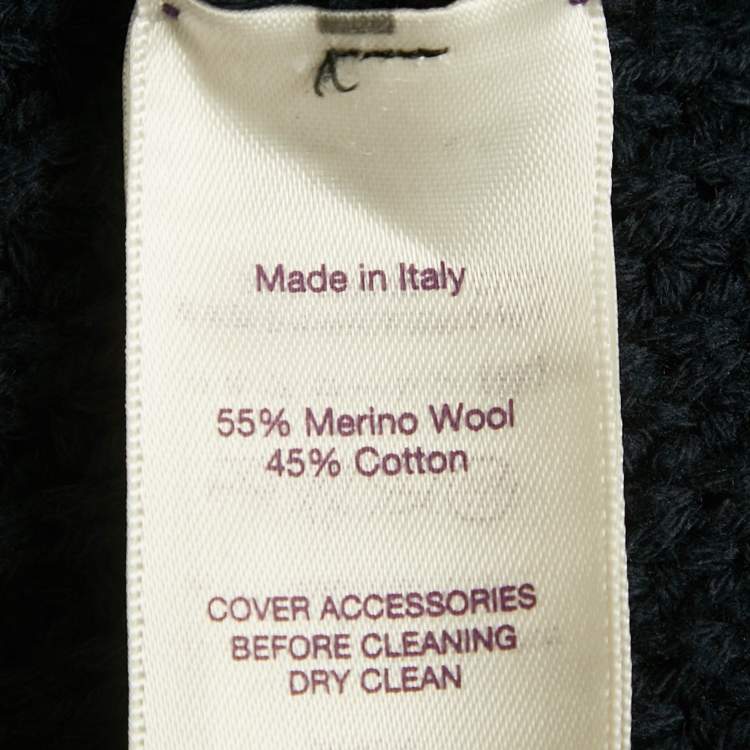 Made in Italy
55% Merino Wool
45% Cotton
COVER ACCESSORIES
BEFORE CLEANING
DRY CLEAN